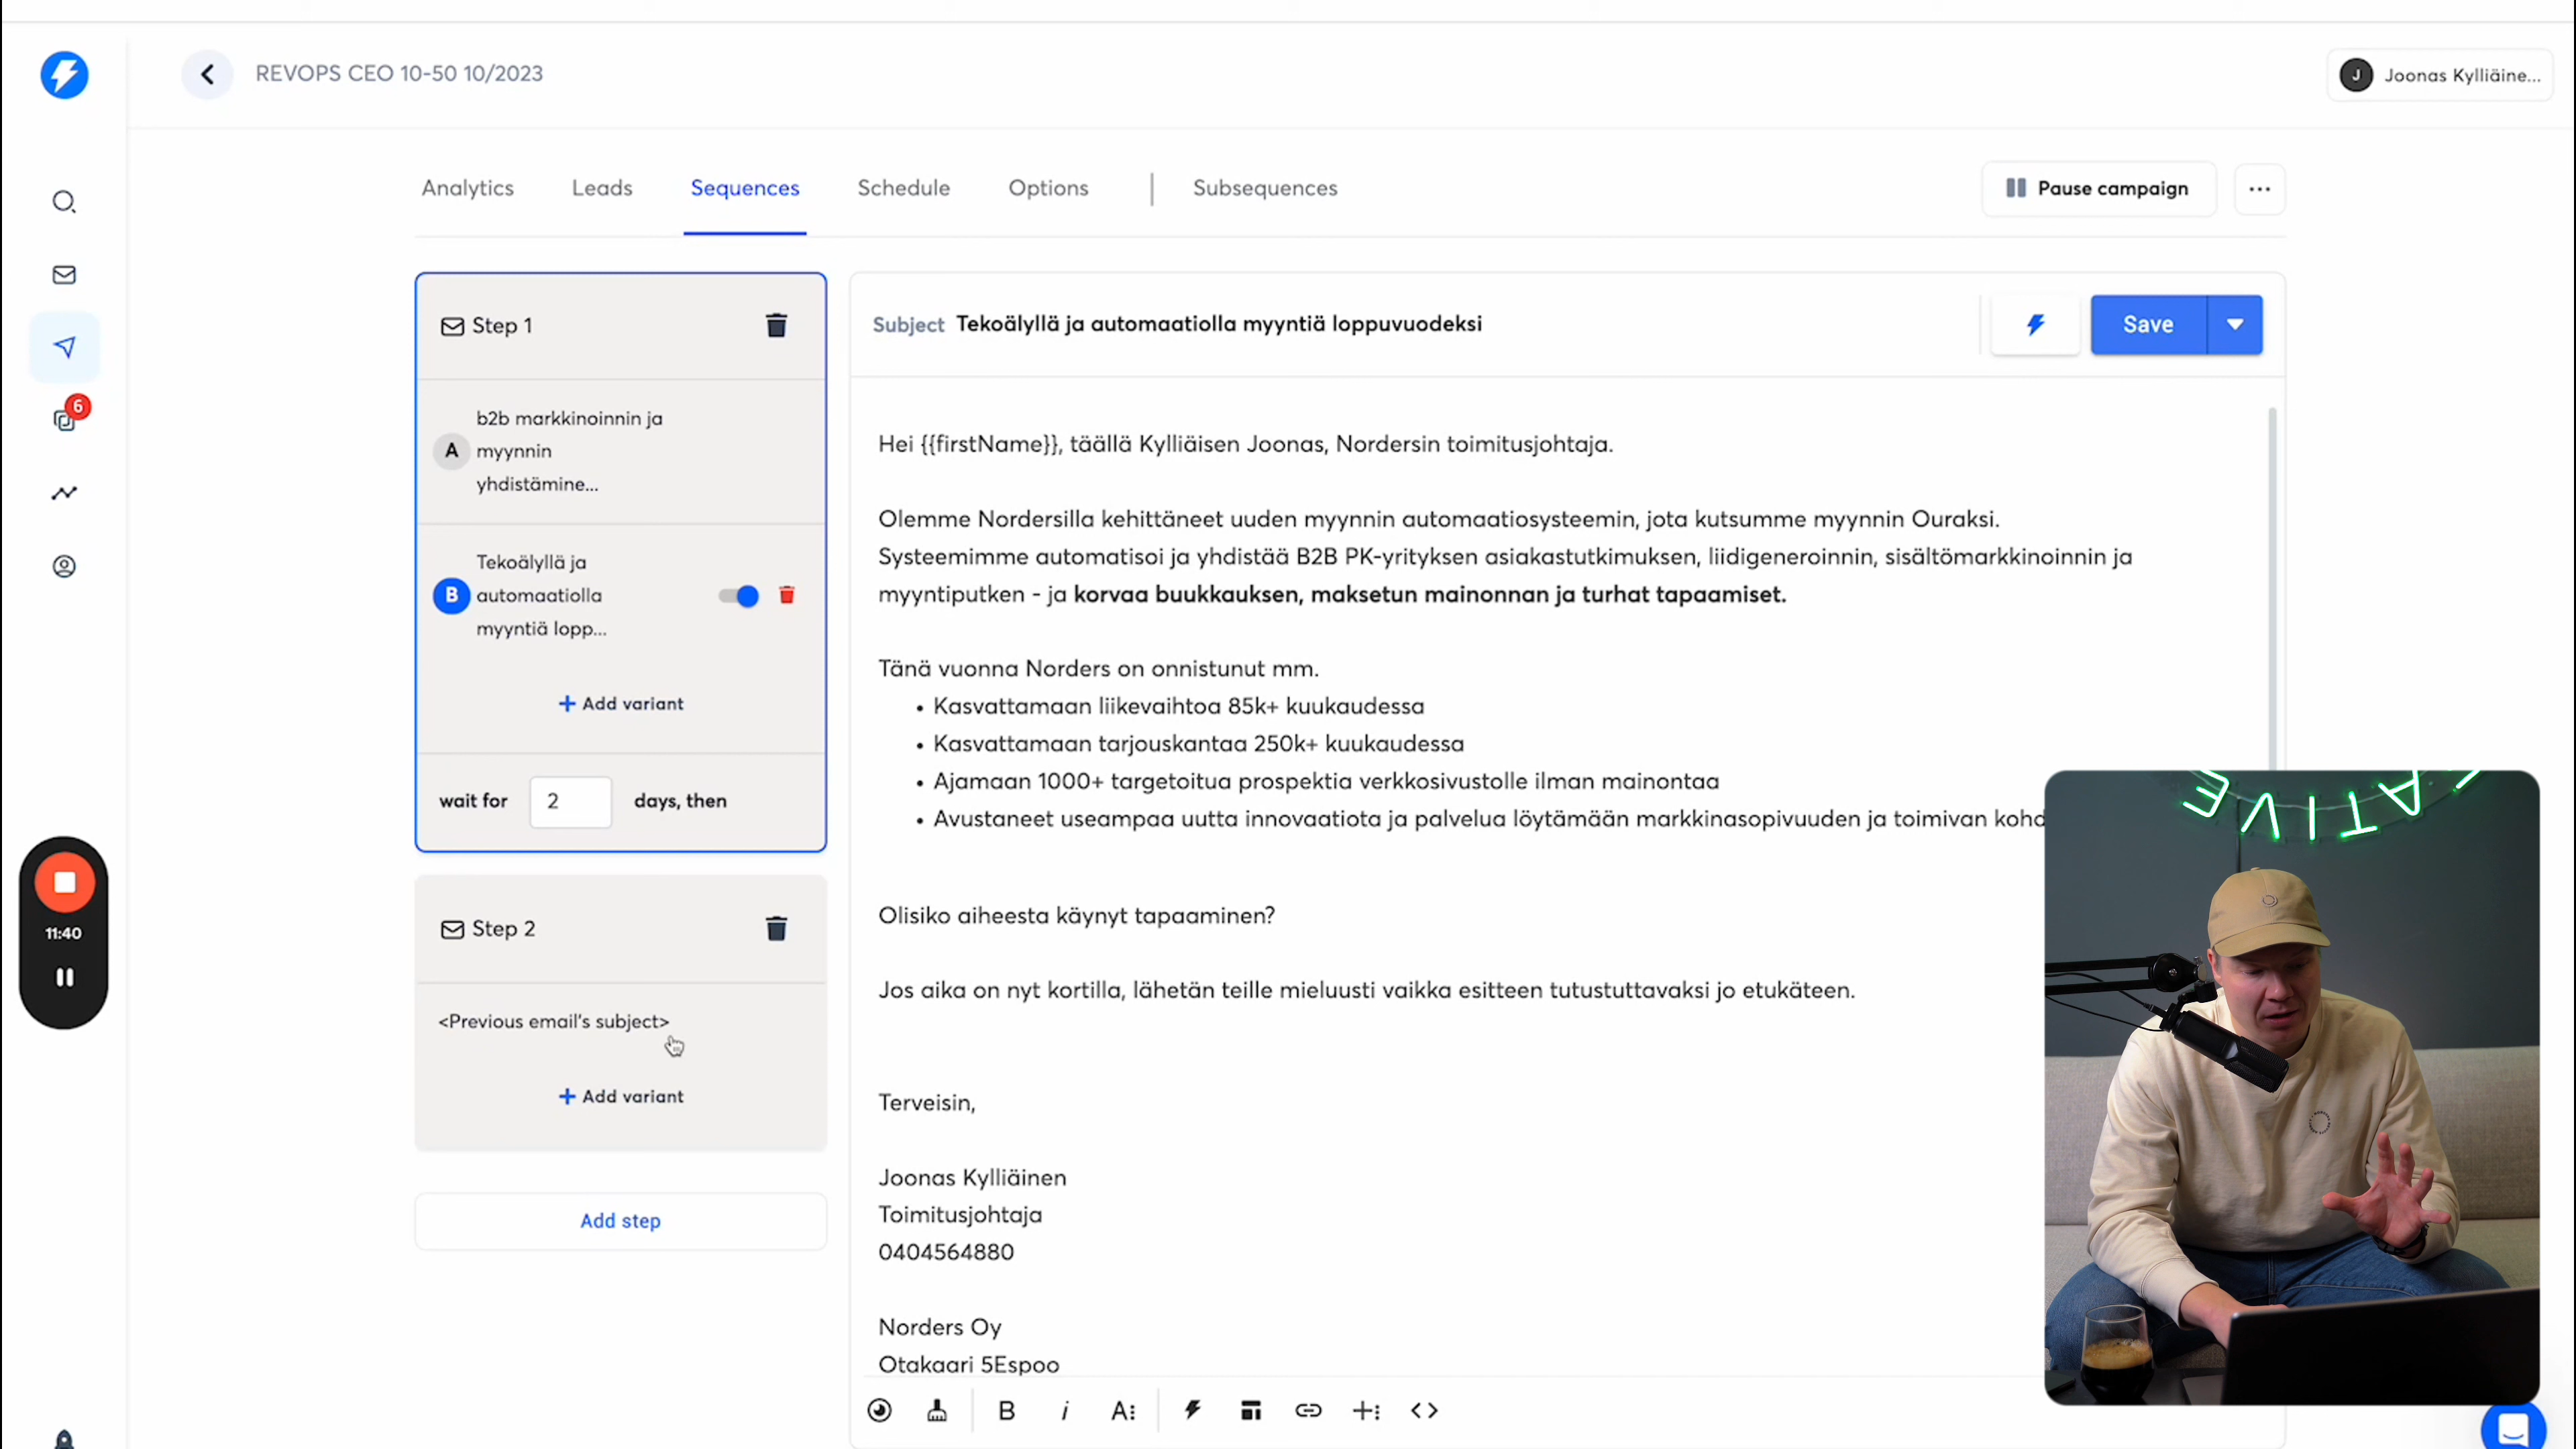 REVOPS CEO 10-50 10/2023
J Joonas Kylliäine...
Analytics
Leads
Sequences
Schedule
Options
Subsequences
Pause campaign
6
Step 1
A
b2b markkinoinnin ja
myynnin
yhdistämine...
B
Tekoälyllä ja
automaatiolla
myyntiä lopp...
+ Add variant
wait for 2 days, then
Step 2
<Previous email's subject>
+ Add variant
Add step
11:40
Subject Tekoälyllä ja automaatiolla myyntiä loppuvuodeksi
Save
Hei {{firstName}}, täällä Kylliäisen Joonas, Nordersin toimitusjohtaja.
Olemme Nordersilla kehittäneet uuden myynnin automaatiosysteemin, jota kutsumme myynnin Ouraksi.
Systeemimme automatisoi ja yhdistää B2B PK-yrityksen asiakastutkimuksen, liidigeneroinnin, sisältömarkkinoinnin ja
myyntiputken - ja korvaa buukkauksen, maksetun mainonnan ja turhat tapaamiset.
Tänä vuonna Norders on onnistunut mm.
• Kasvattamaan liikevaihtoa 85k+ kuukaudessa
• Kasvattamaan tarjouskantaa 250k+ kuukaudessa
• Ajamaan 1000+ targetoitua prospektia verkkosivustolle ilman mainontaa
• Avustaneet useampaa uutta innovaatiota ja palvelua löytämään markkinasopivuuden ja toimivan kohd
Olisiko aiheesta käynyt tapaaminen?
Jos aika on nyt kortilla, lähetän teille mieluusti vaikka esitteen tutustuttavaksi jo etukäteen.
Terveisin,
Joonas Kylliäinen
Toimitusjohtaja
0404564880
Norders Oy
Otakaari 5Espoo
B i A
ATIVE